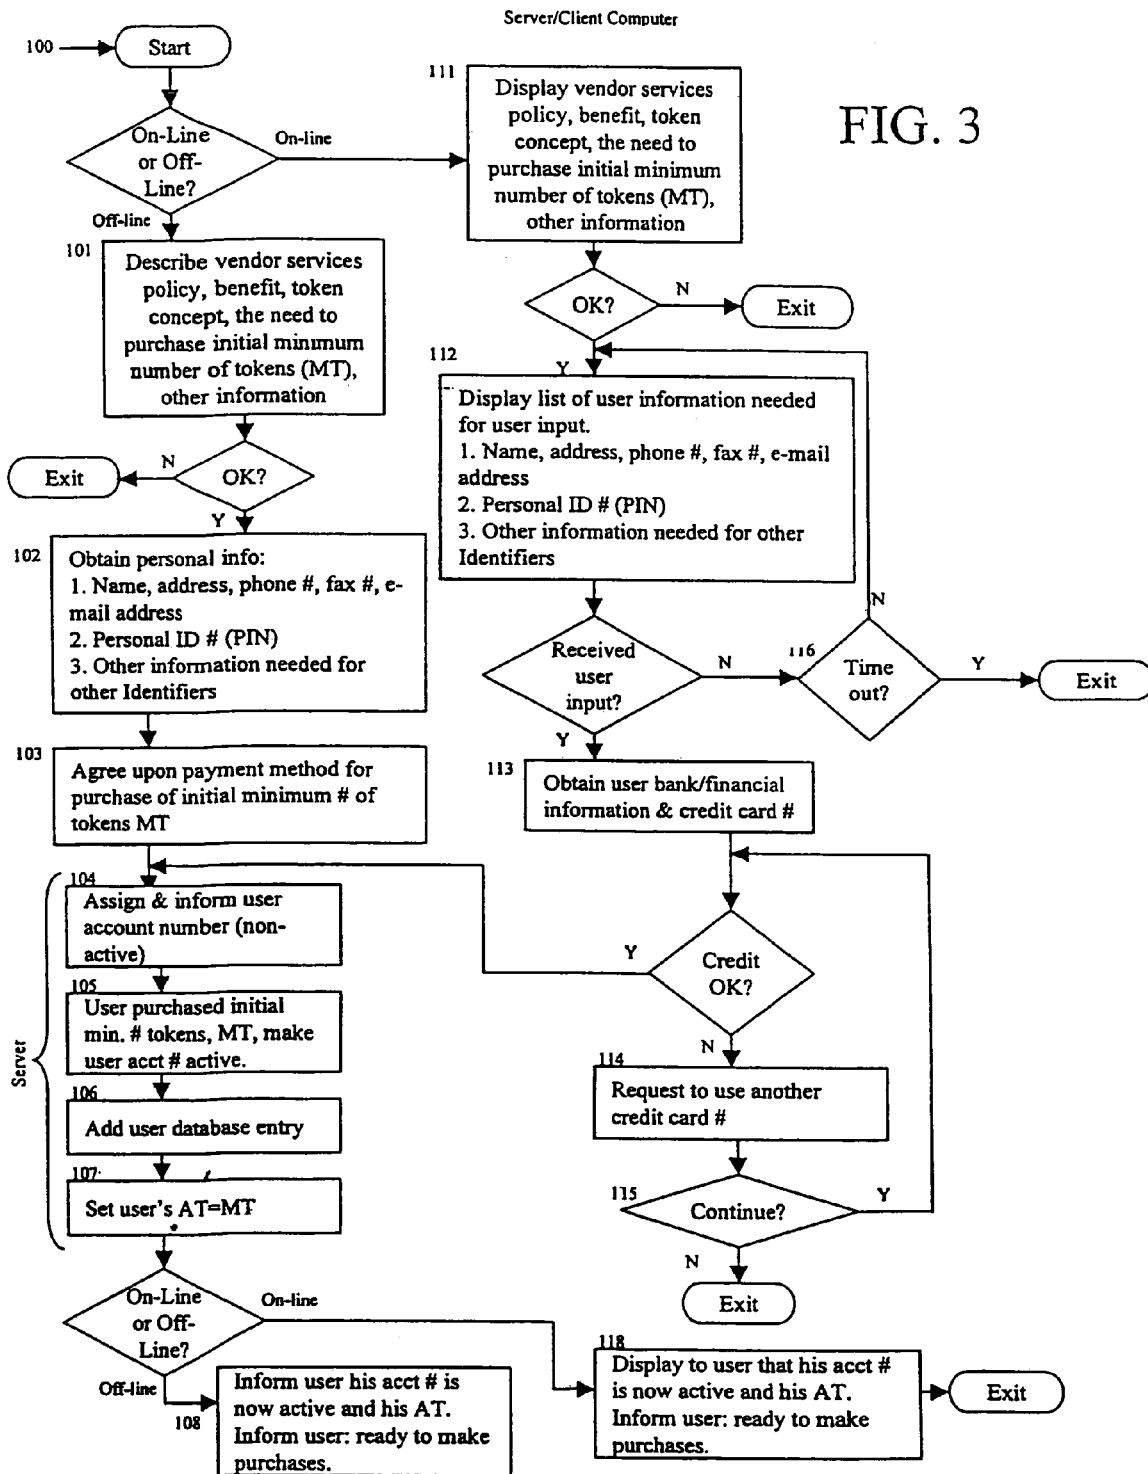 Server/Client Computer
FIG. 3
100
Start
On-Line
or Off-
Line?
On-line
Off-line
111
Display vendor services
policy, benefit, token
concept, the need to
purchase initial minimum
number of tokens (MT),
other information
OK?
N
Exit
Y
101
Describe vendor services
policy, benefit, token
concept, the need to
purchase initial minimum
number of tokens (MT),
other information
OK?
N
Exit
Y
112
Display list of user information needed
for user input.
1. Name, address, phone #, fax #, e-mail
address
2. Personal ID # (PIN)
3. Other information needed for other
Identifiers
102
Obtain personal info:
1. Name, address, phone #, fax #, e-
mail address
2. Personal ID # (PIN)
3. Other information needed for
other Identifiers
Received
user
input?
N
Y
116
Time
out?
N
Y
Exit
103
Agree upon payment method for
purchase of initial minimum # of
tokens MT
113
Obtain user bank/financial
information & credit card #
Credit
OK?
Y
N
Server
104
Assign & inform user
account number (non-
active)
105
User purchased initial
min. # tokens, MT, make
user acct # active.
106
Add user database entry
107
Set user's AT=MT
114
Request to use another
credit card #
115
Continue?
Y
N
Exit
On-Line
or Off-
Line?
On-line
Off-line
108
Inform user his acct # is
now active and his AT.
Inform user: ready to make
purchases.
118
Display to user that his acct #
is now active and his AT.
Inform user: ready to make
purchases.
Exit